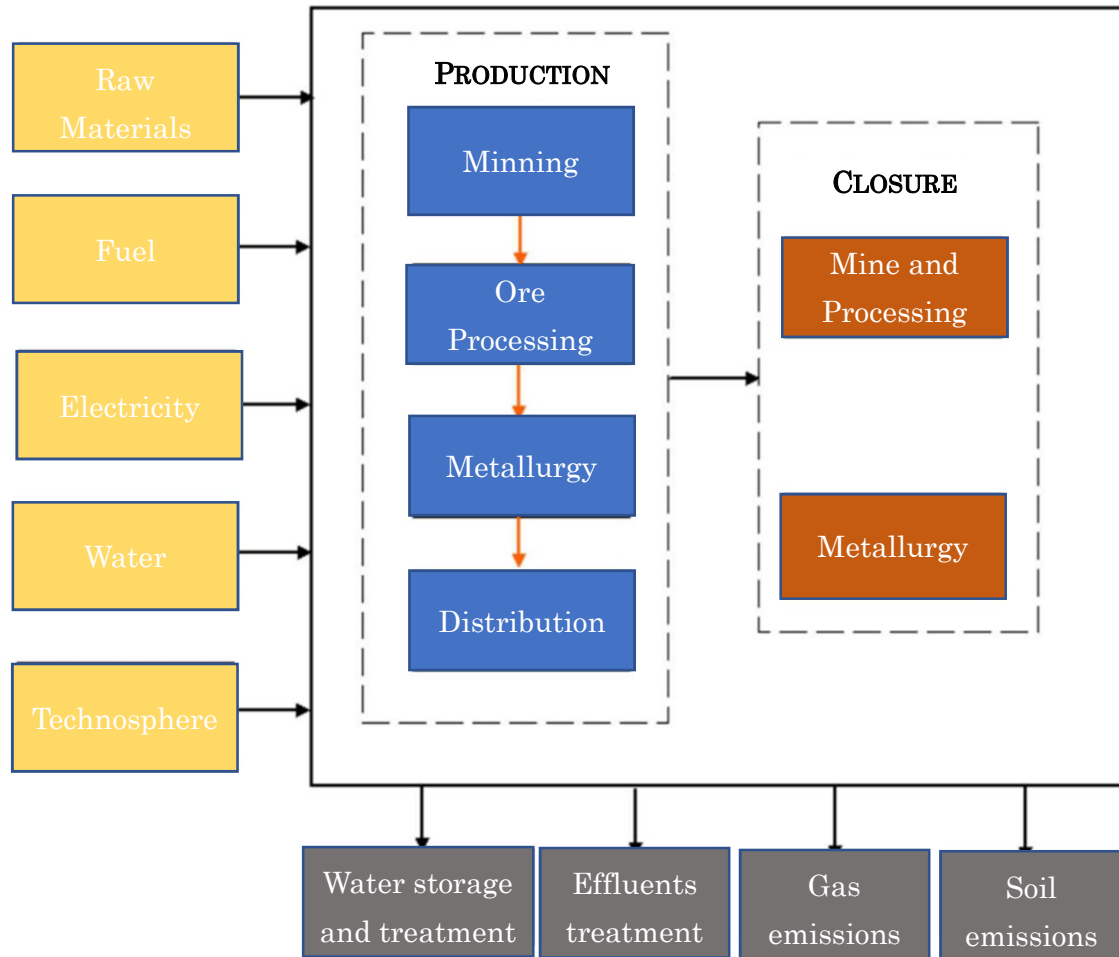 Raw
Materials
Fuel
Electricity
Water
Technosphere
PRODUCTION
Minning
Ore
Processing
Metallurgy
Distribution
CLOSURE
Mine and
Processing
Metallurgy
Water storage
and treatment
Effluents
treatment
Gas
emissions
Soil
emissions